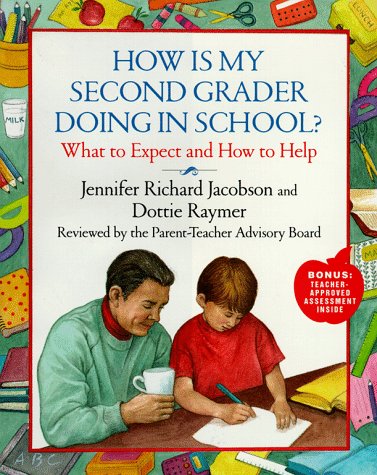 HOW IS MY
SECOND GRADER
DOING IN SCHOOL?
What to Expect and How to Help
Jennifer Richard Jacobson and
Dottie Raymer
Reviewed by the Parent-Teacher Advisory Board
BONUS:
TEACHER-
APPROVED
ASSESSMENT
INSIDE
MILK
ABC